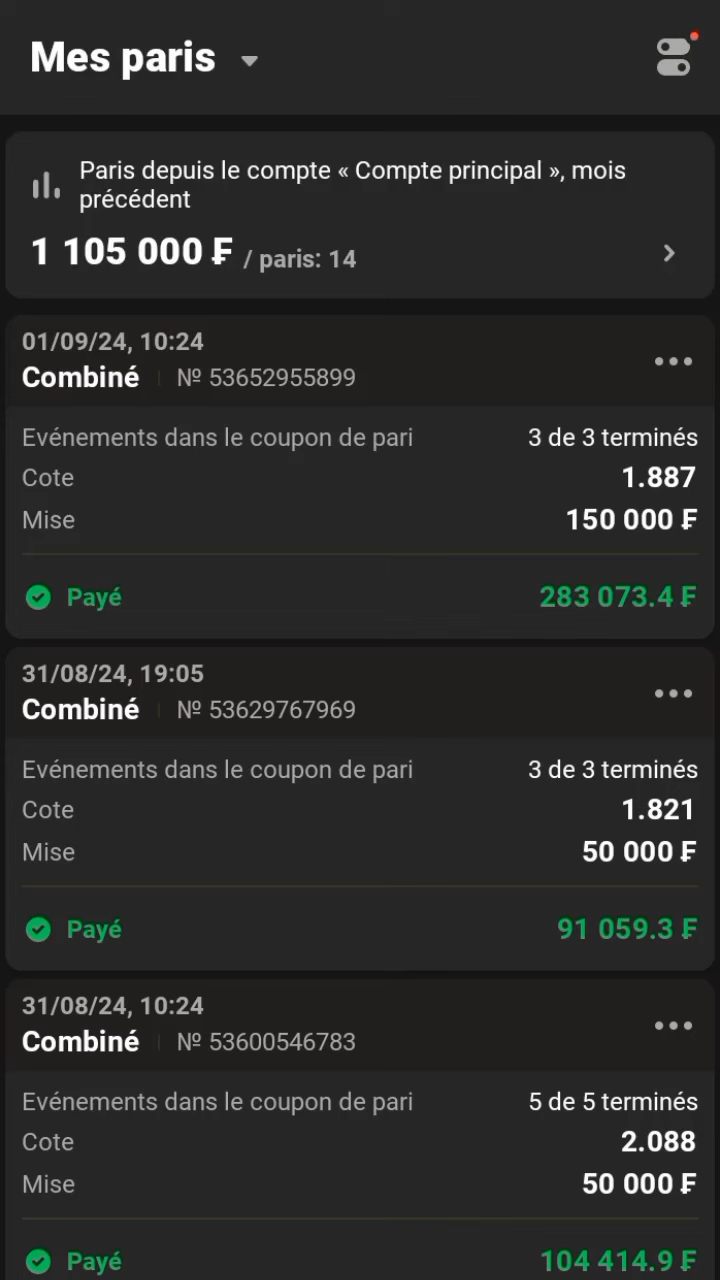 Mes paris
Paris depuis le compte « Compte principal », mois
précédent
1 105 000 ₣ / paris: 14
01/09/24, 10:24
Combiné № 53652955899
Evénements dans le coupon de pari 3 de 3 terminés
Cote 1.887
Mise 150 000 ₣
Payé 283 073.4 ₣
31/08/24, 19:05
Combiné № 53629767969
Evénements dans le coupon de pari 3 de 3 terminés
Cote 1.821
Mise 50 000 ₣
Payé 91 059.3 ₣
31/08/24, 10:24
Combiné № 53600546783
Evénements dans le coupon de pari 5 de 5 terminés
Cote 2.088
Mise 50 000 ₣
Payé 104 414.9 ₣